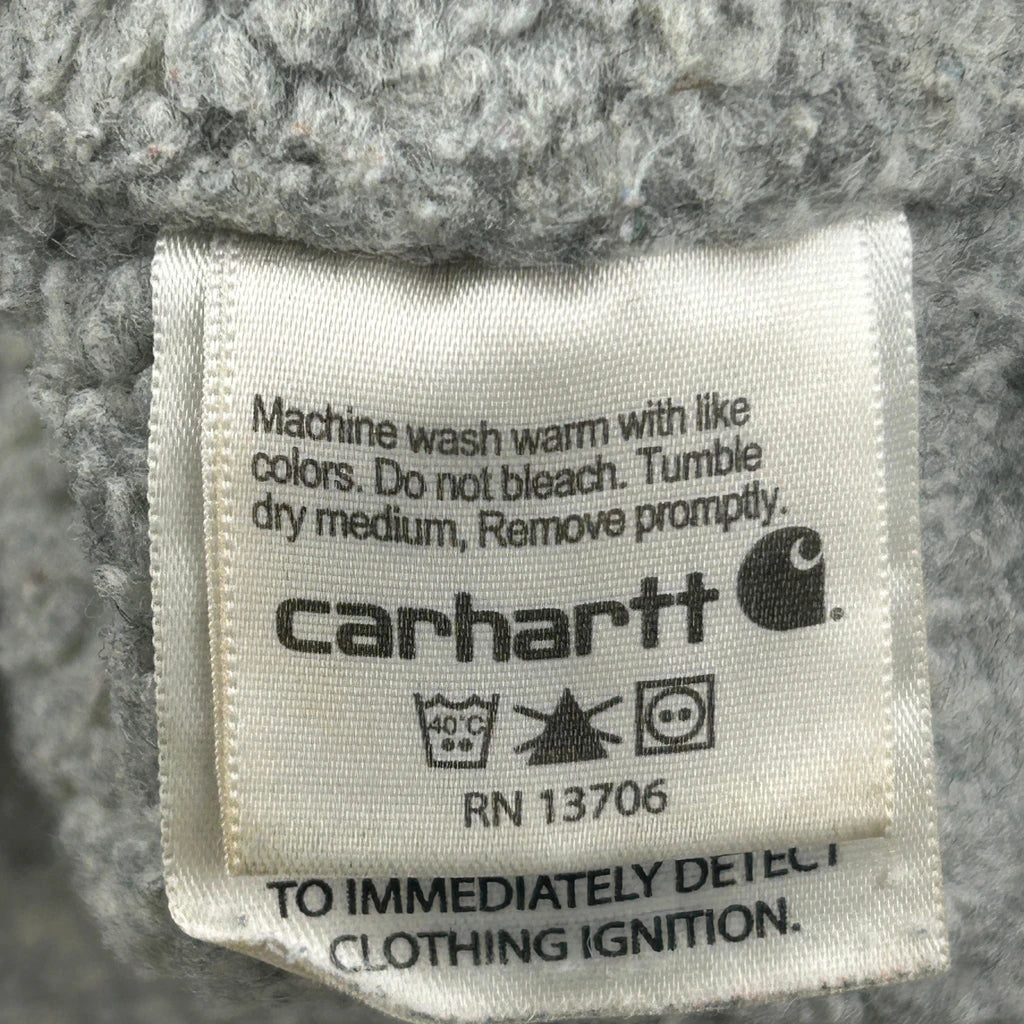 Machine wash warm with like
colors. Do not bleach. Tumble
dry medium, Remove promptly.
carhartt
40°C
RN 13706
TO IMMEDIATELY DETECT
CLOTHING IGNITION.